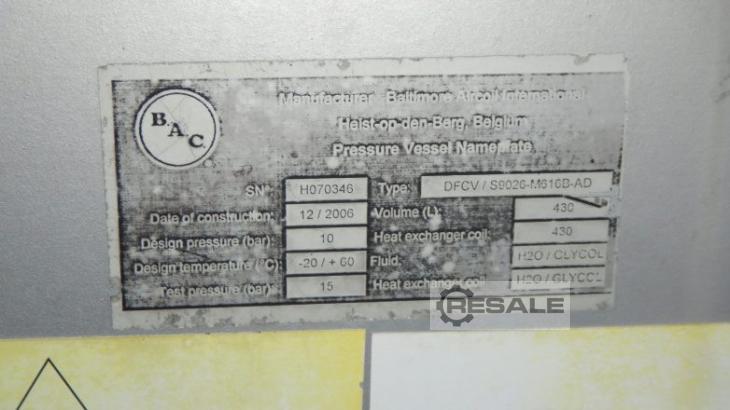 B.A.C.
Manufacturer - Baltimore Aircoil International
Heist-op-den-Berg, Belgium
Pressure Vessel Nameplate
SN: H070346 Type: DFCV / S9026-M616B-AD
Date of construction: 12 / 2006 Volume (L): 430
Design pressure (bar): 10 Heat exchanger coil: 430
Design temperature (°C): -20 / + 60 Fluid: H2O / GLYCOL
Test pressure (bar): 15 Heat exchanger coil: H2O / GLYCOL
RESALE